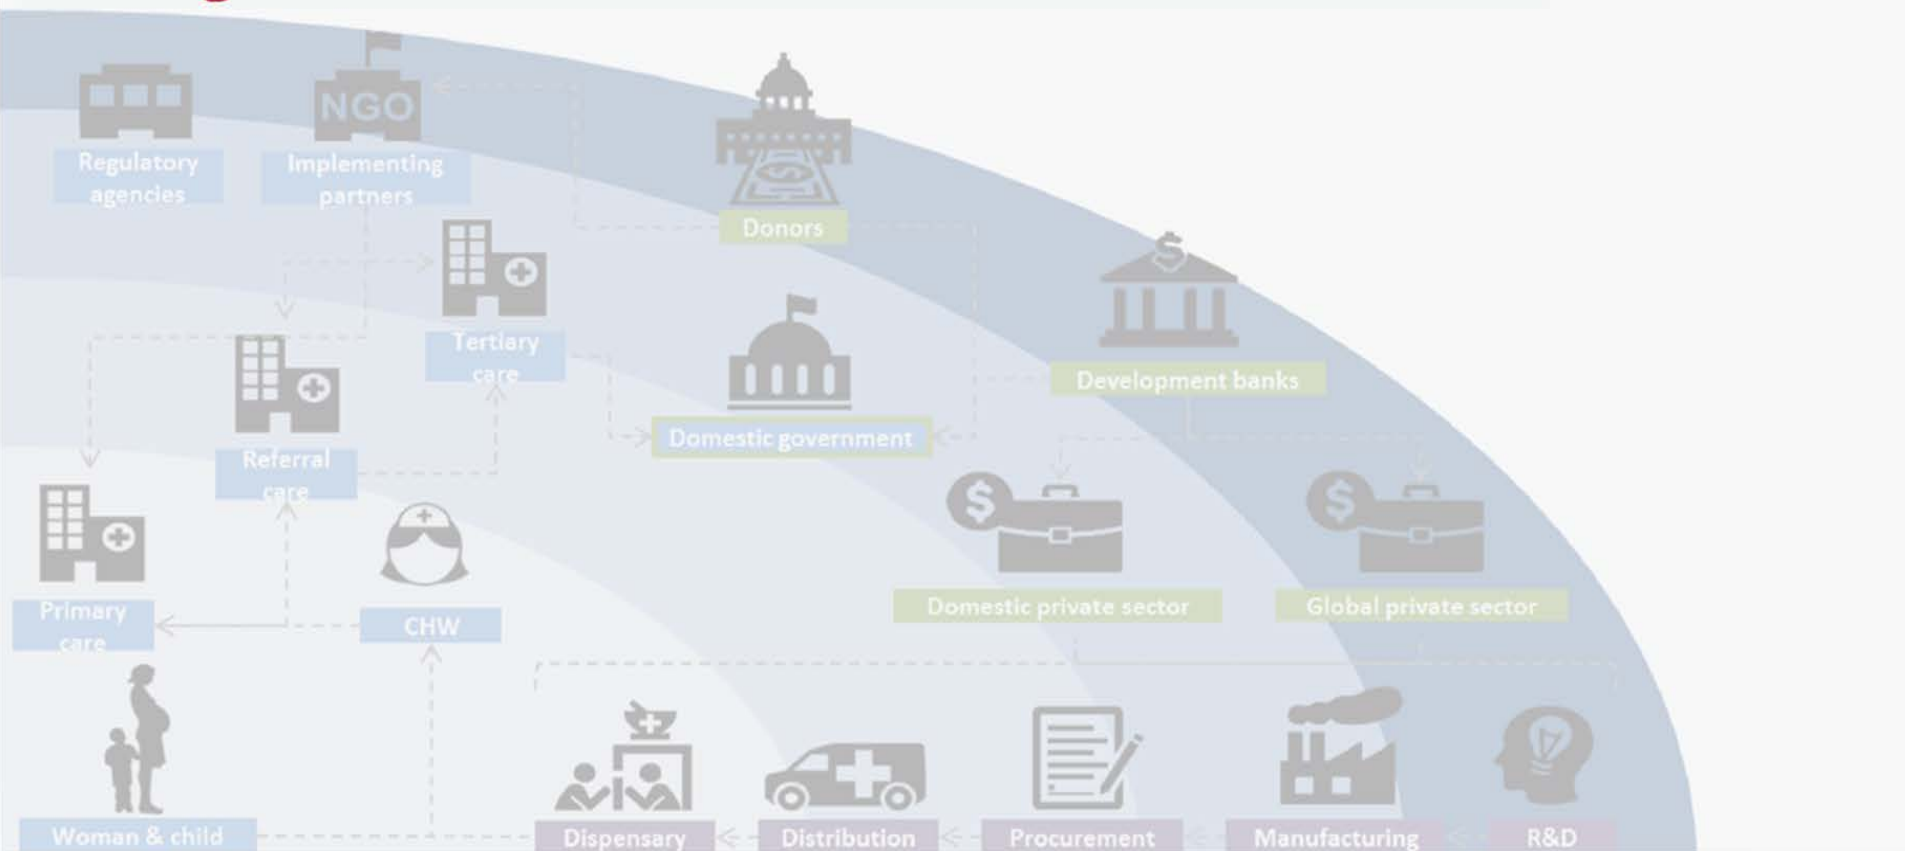 NGO
Regulatory
agencies
Implementing
partners
Donors
Tertiary
care
Development banks
Domestic government
Referral
care
Primary
care
CHW
Domestic private sector
Global private sector
Woman & child
Dispensary
Distribution
Procurement
Manufacturing
R&D